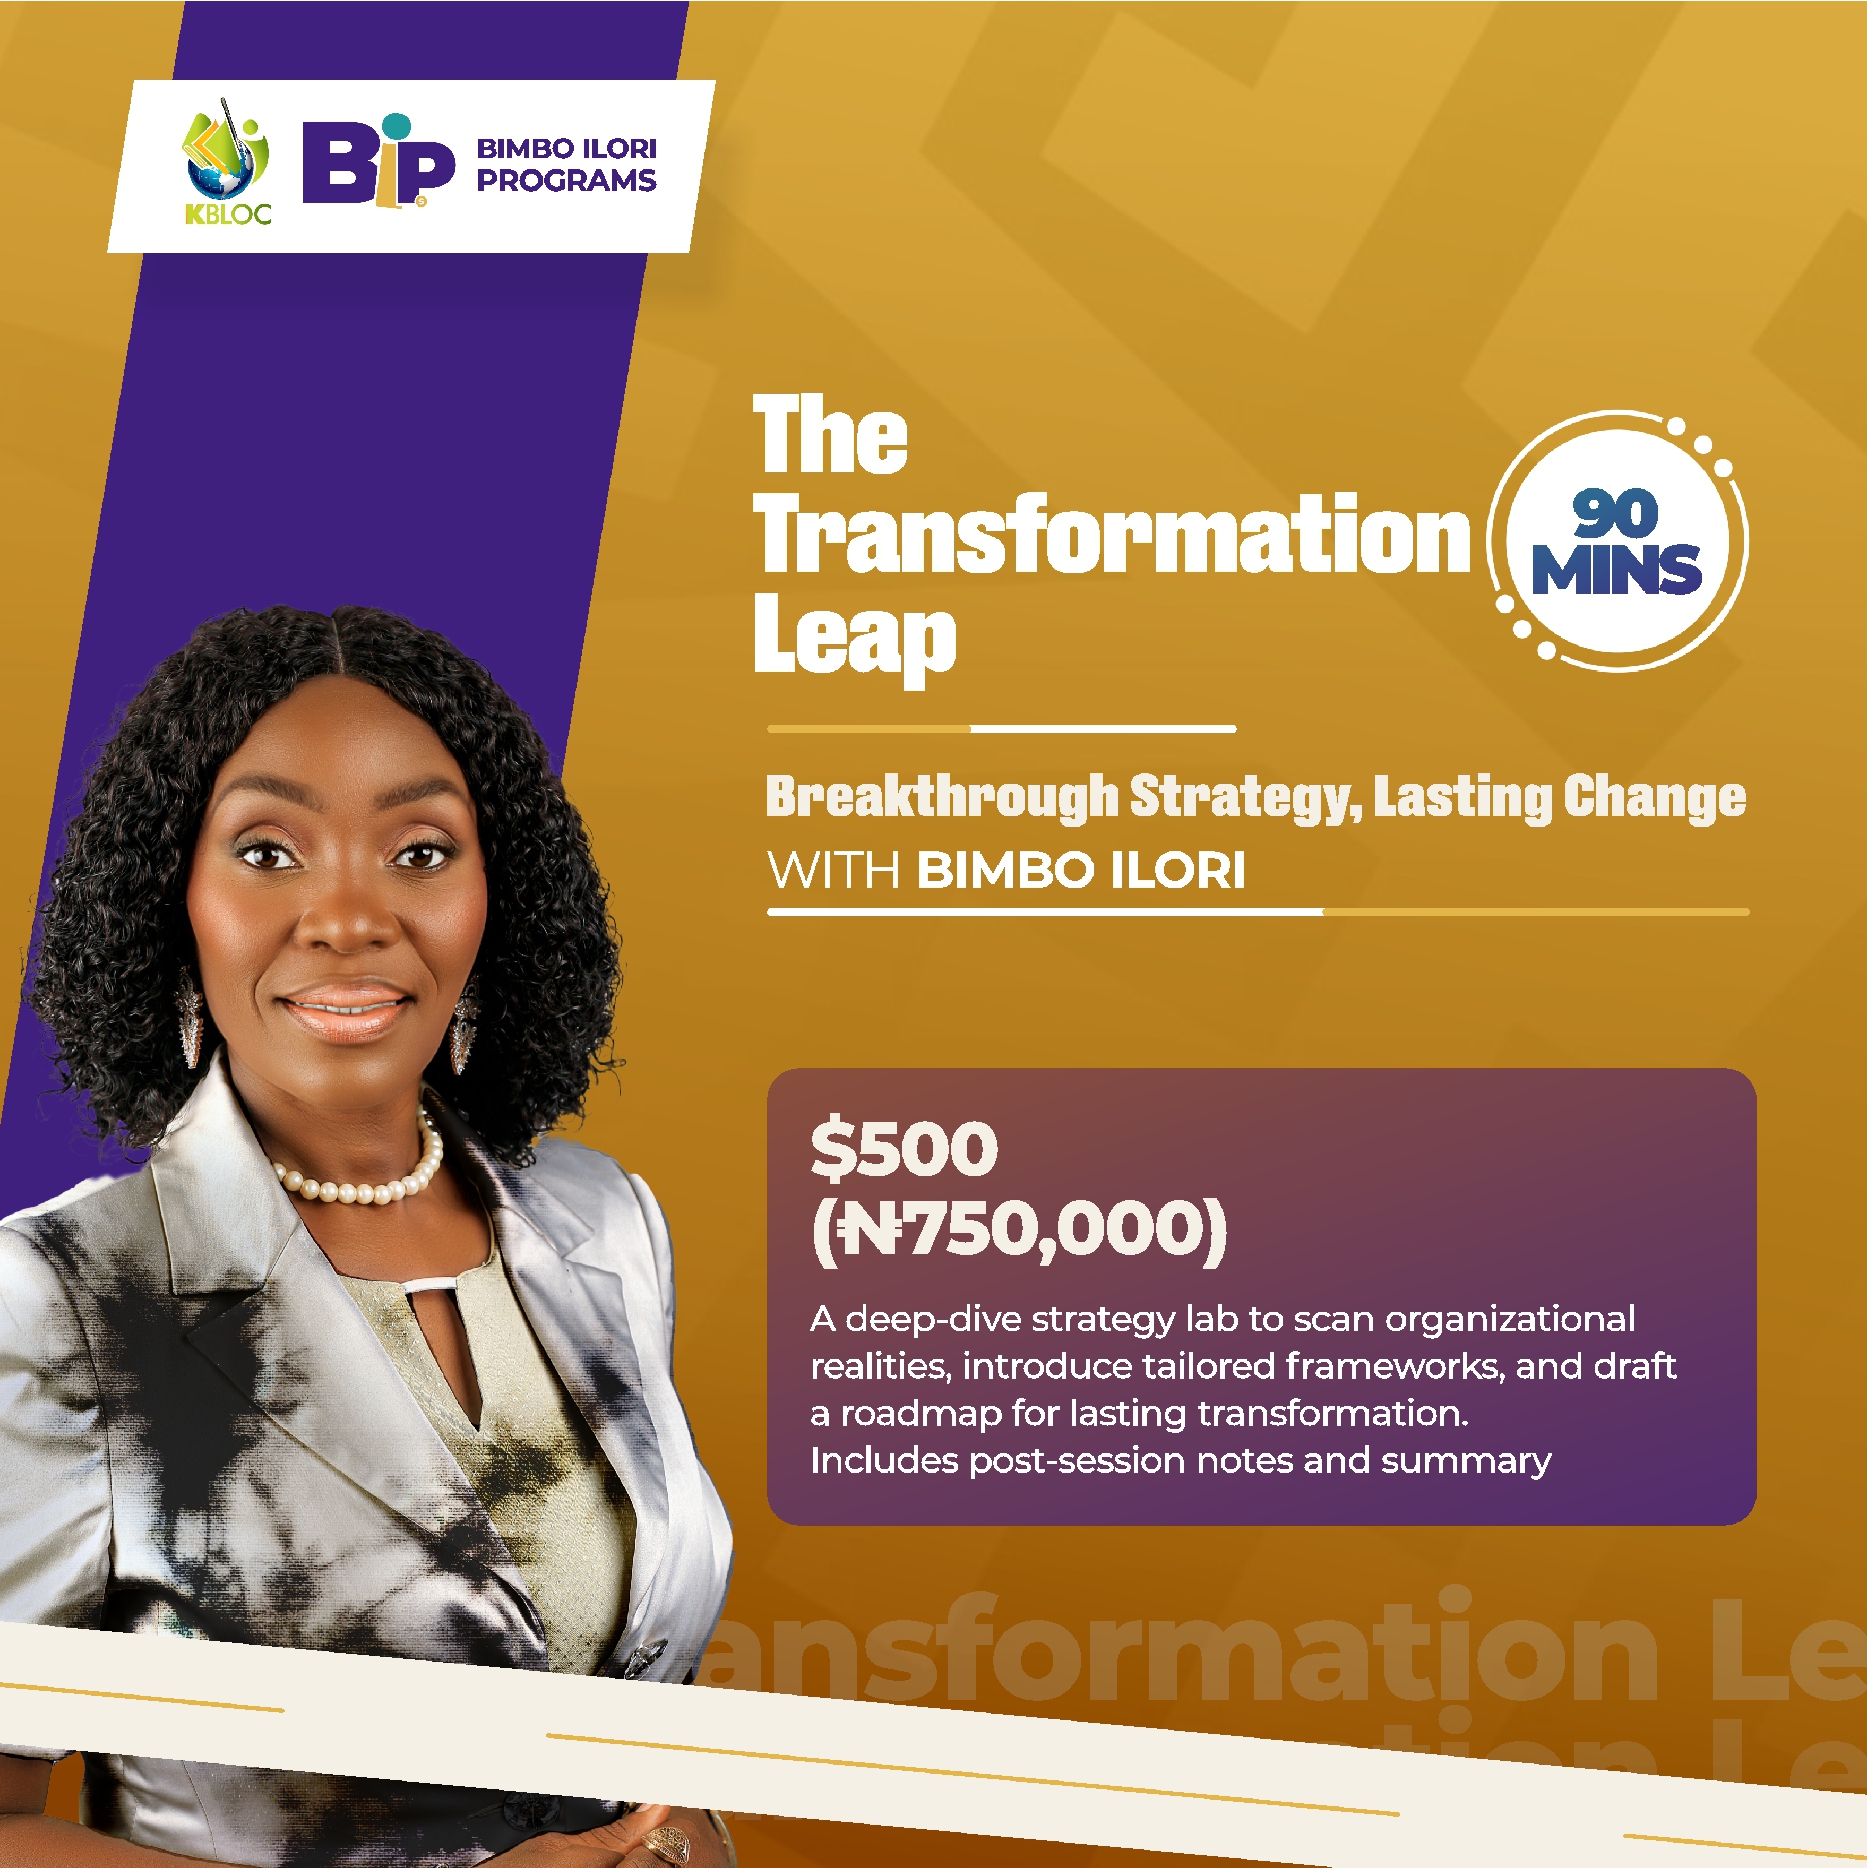 KBLOC
BiP
s
BIMBO ILORI
PROGRAMS
The
Transformation
Leap
90
MINS
Breakthrough Strategy, Lasting Change
WITH BIMBO ILORI
$500
(₦750,000)
A deep-dive strategy lab to scan organizational
realities, introduce tailored frameworks, and draft
a roadmap for lasting transformation.
Includes post-session notes and summary
ansformation Le
ation Le